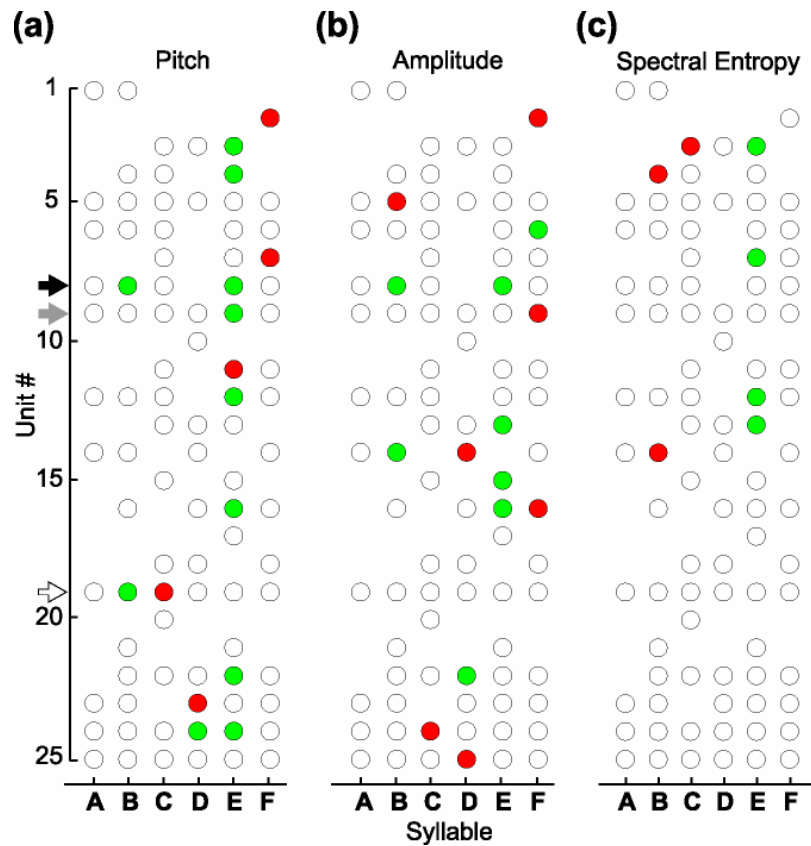 (a) (b) (c)
Pitch Amplitude Spectral Entropy
1
5
10
15
20
25
Unit #
A B C D E F A B C D E F A B C D E F
Syllable